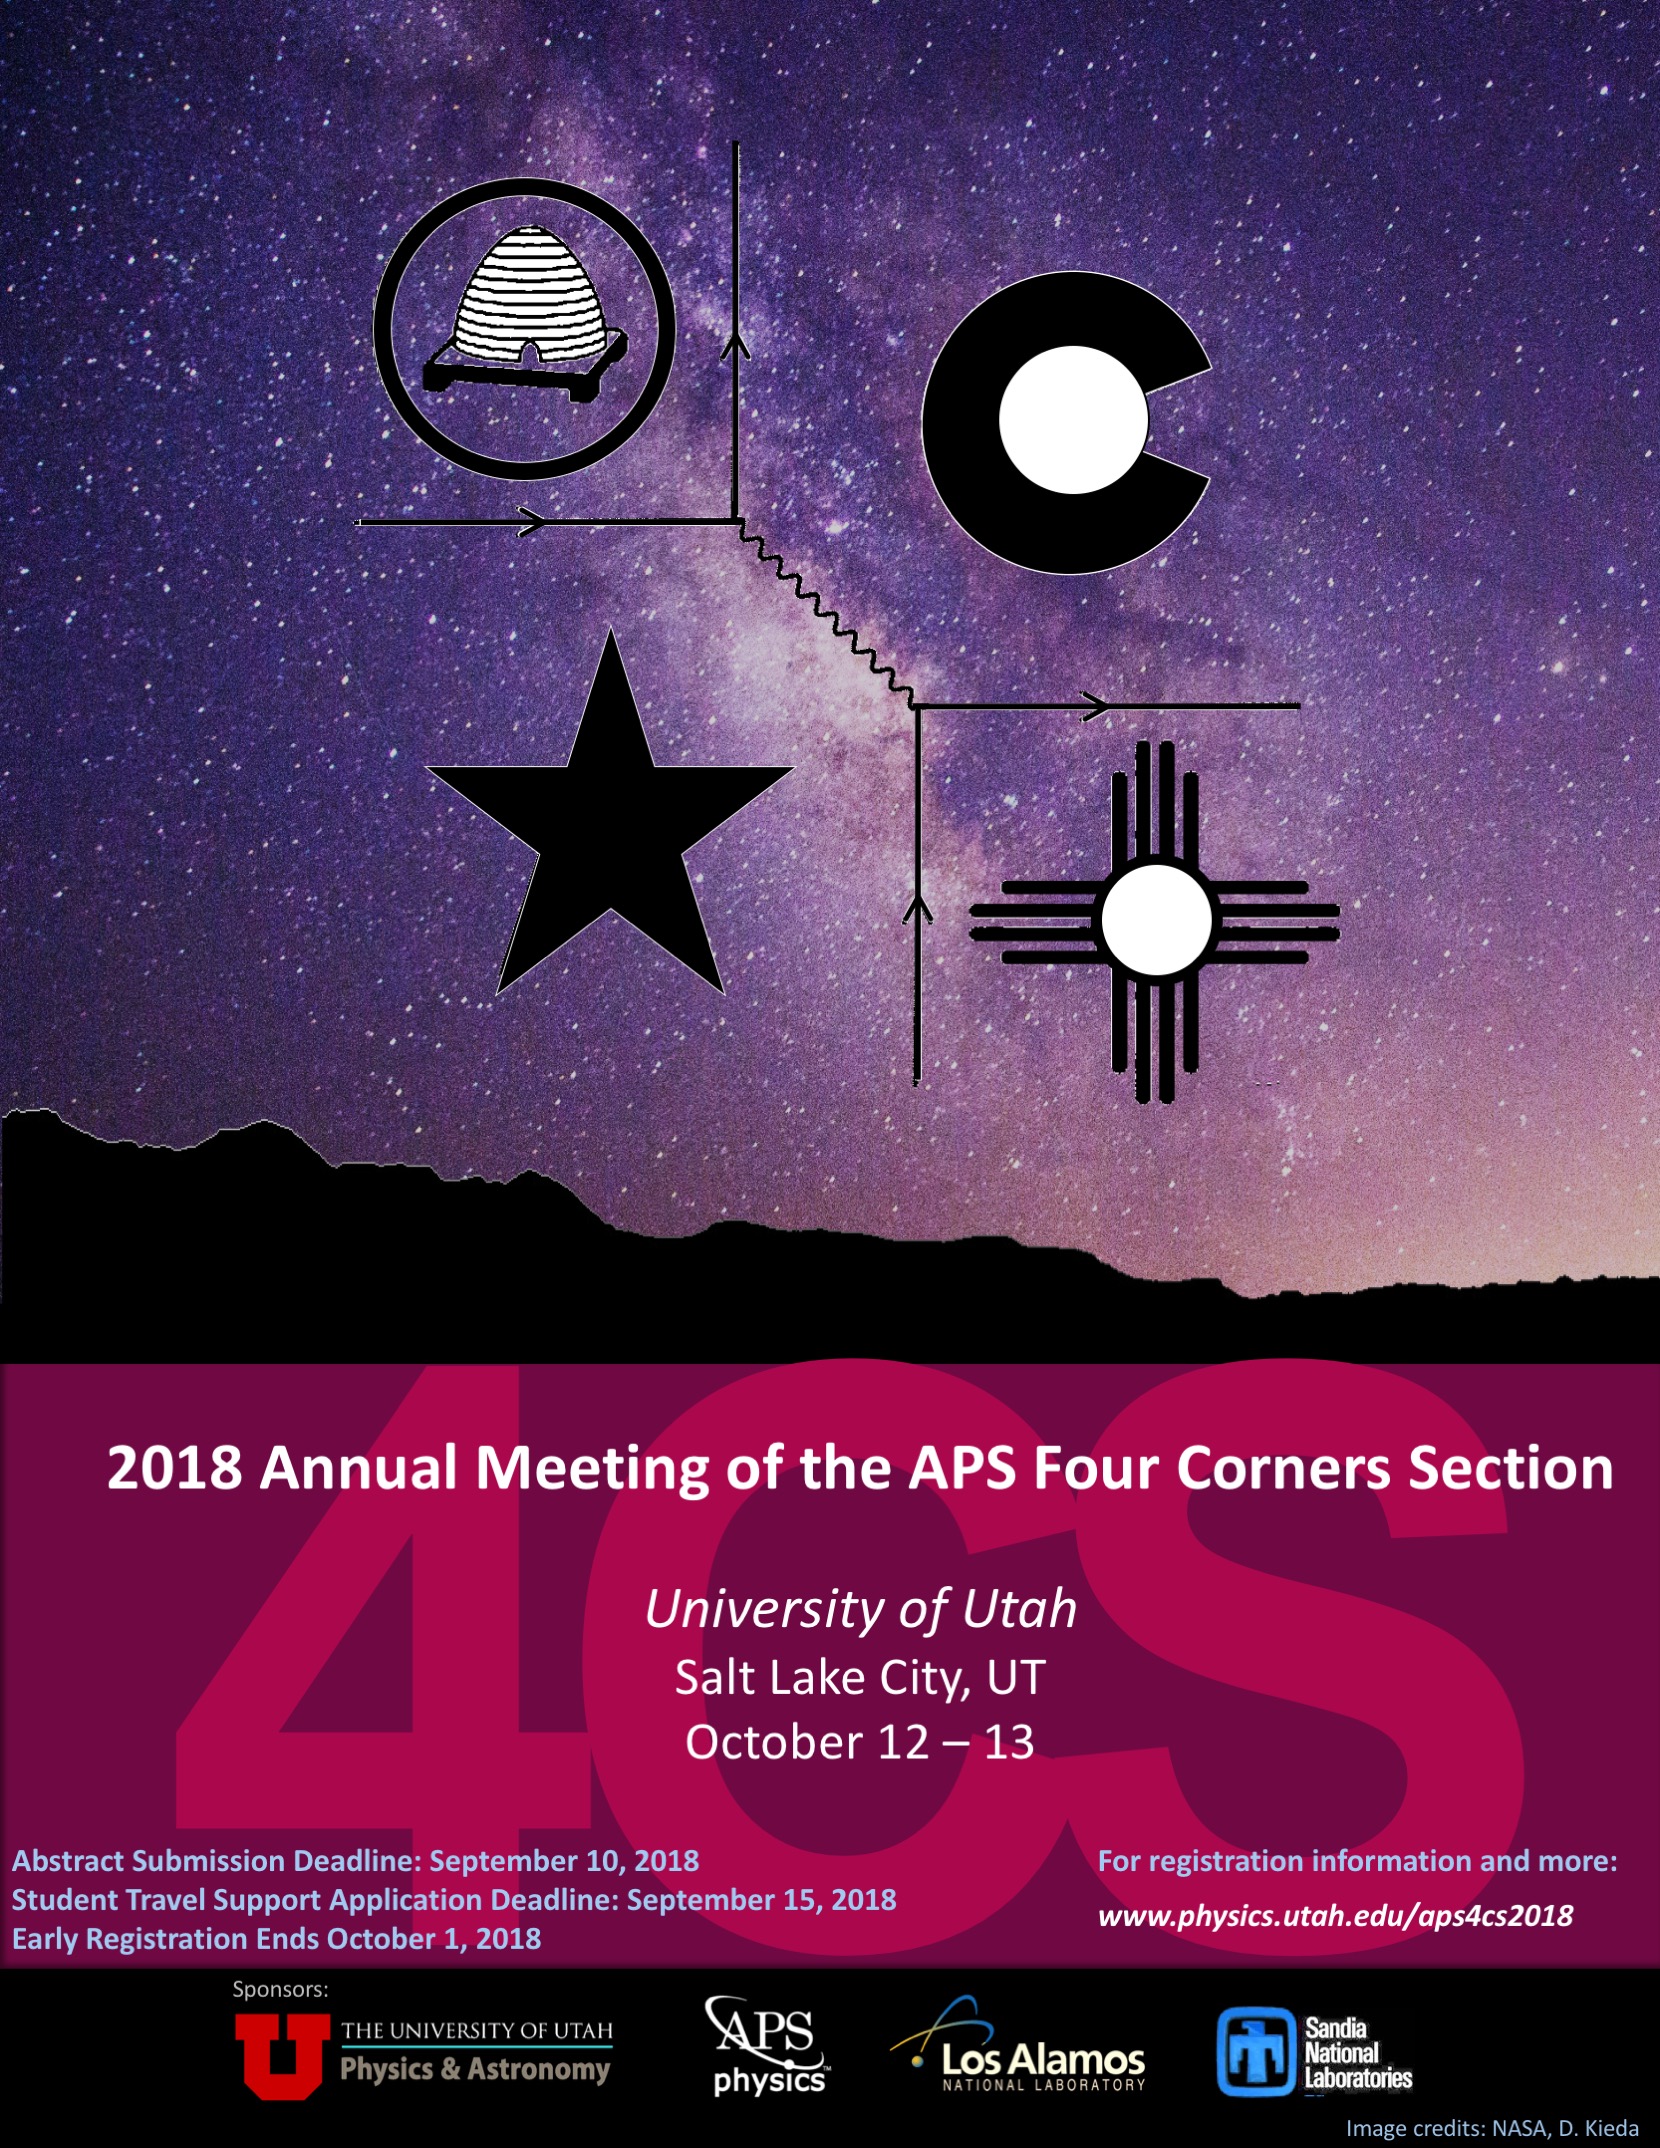 4CS
2018 Annual Meeting of the APS Four Corners Section
University of Utah
Salt Lake City, UT
October 12 – 13
Abstract Submission Deadline: September 10, 2018
Student Travel Support Application Deadline: September 15, 2018
Early Registration Ends October 1, 2018
For registration information and more:
www.physics.utah.edu/aps4cs2018
Sponsors:
U
THE UNIVERSITY OF UTAH
Physics & Astronomy
APS
physics™
Los Alamos
NATIONAL LABORATORY
Sandia
National
Laboratories
Image credits: NASA, D. Kieda